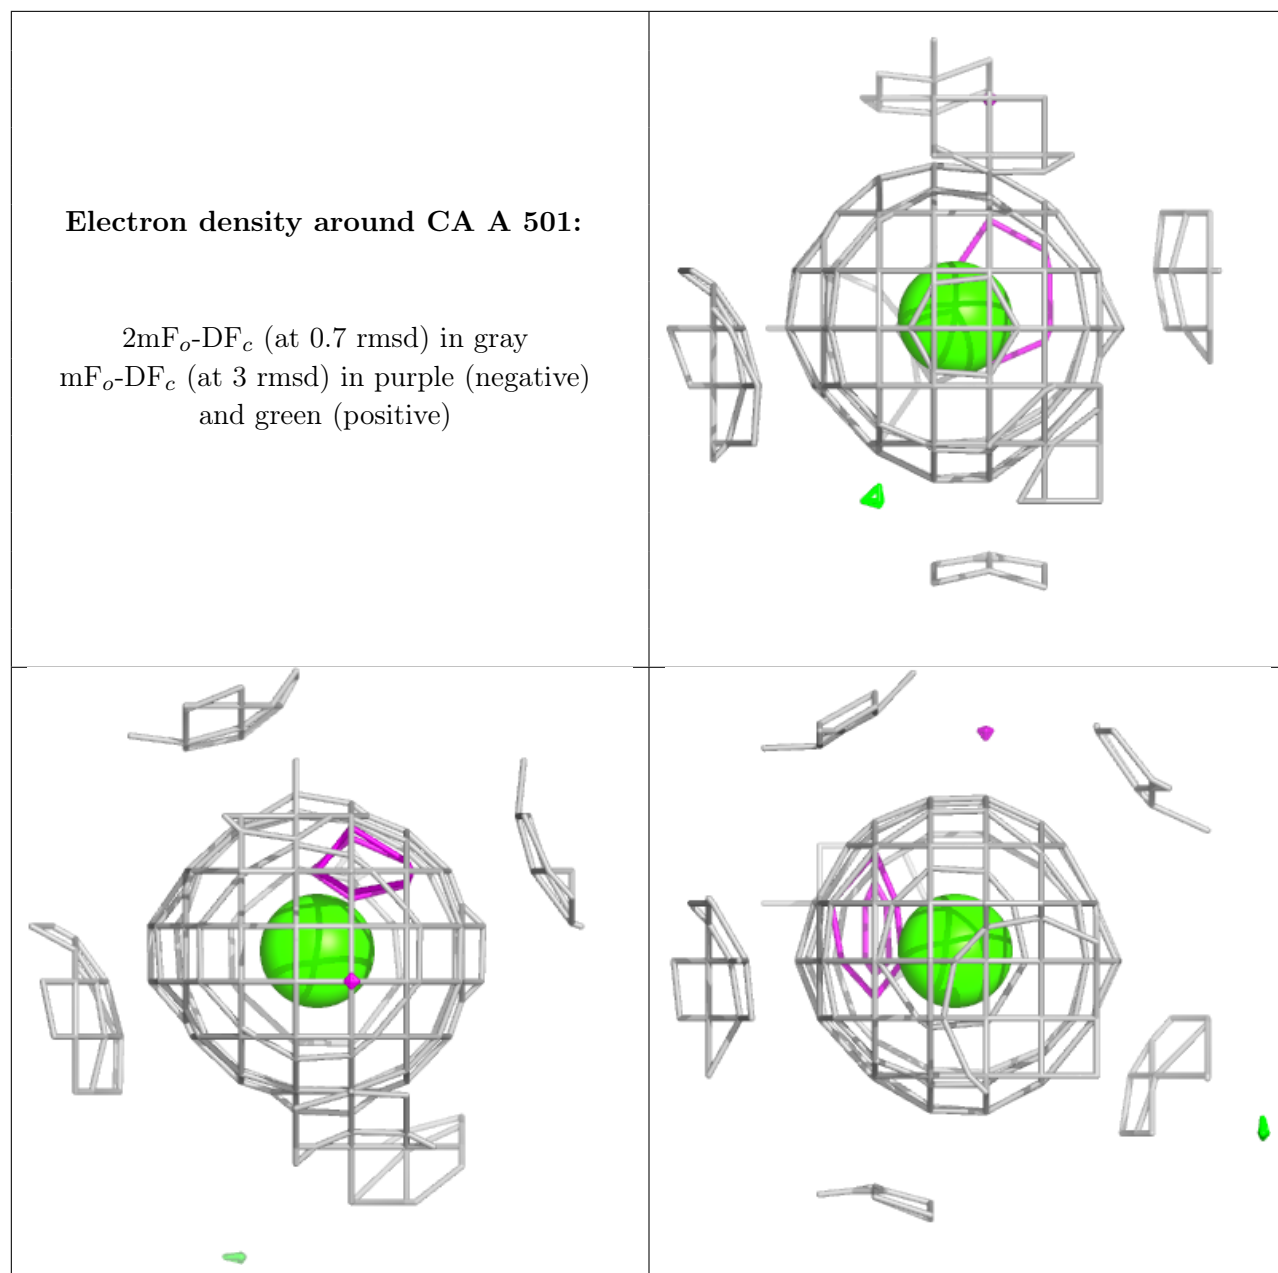 Electron density around CA A 501:
2mFₒ-DF𝒸 (at 0.7 rmsd) in gray
mFₒ-DF𝒸 (at 3 rmsd) in purple (negative)
and green (positive)